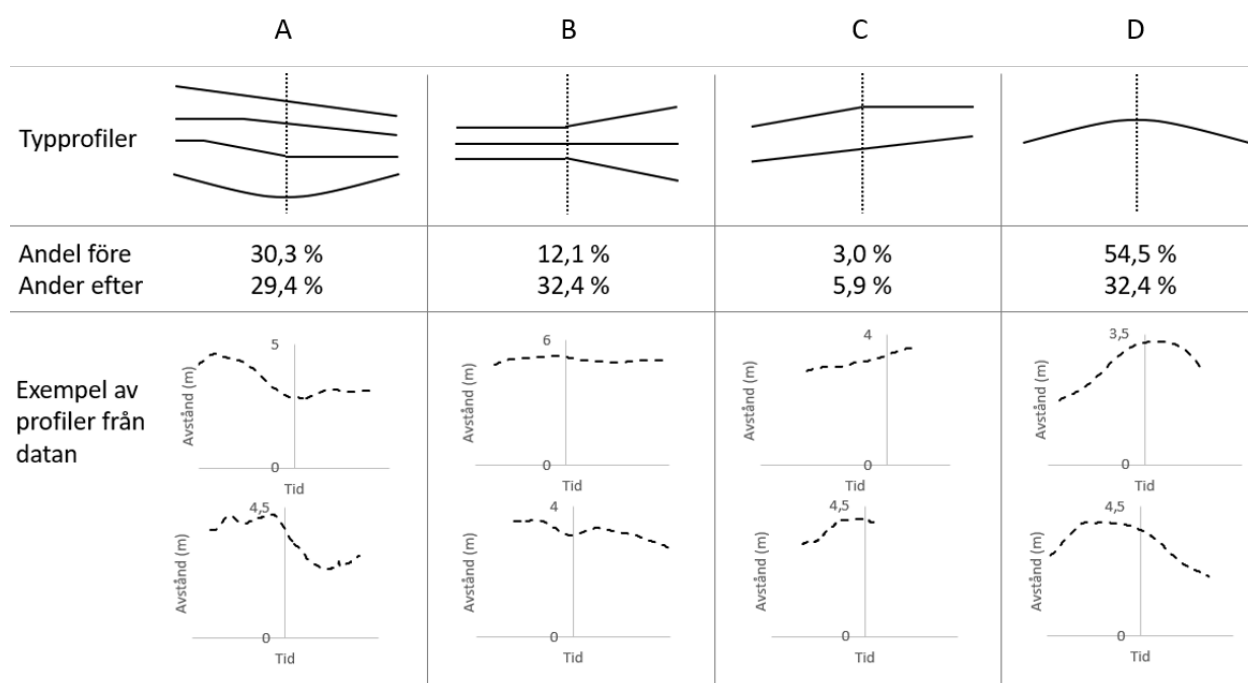 A B C D
Typprofiler
Andel före 30,3 % 12,1 % 3,0 % 54,5 %
Ander efter 29,4 % 32,4 % 5,9 % 32,4 %
Exempel av
profiler från
datan
Avstånd (m) 5 0 Tid
Avstånd (m) 6 0 Tid
Avstånd (m) 4 0 Tid
Avstånd (m) 3,5 0 Tid
Avstånd (m) 4,5 0 Tid
Avstånd (m) 4 0 Tid
Avstånd (m) 4,5 0 Tid
Avstånd (m) 4,5 0 Tid